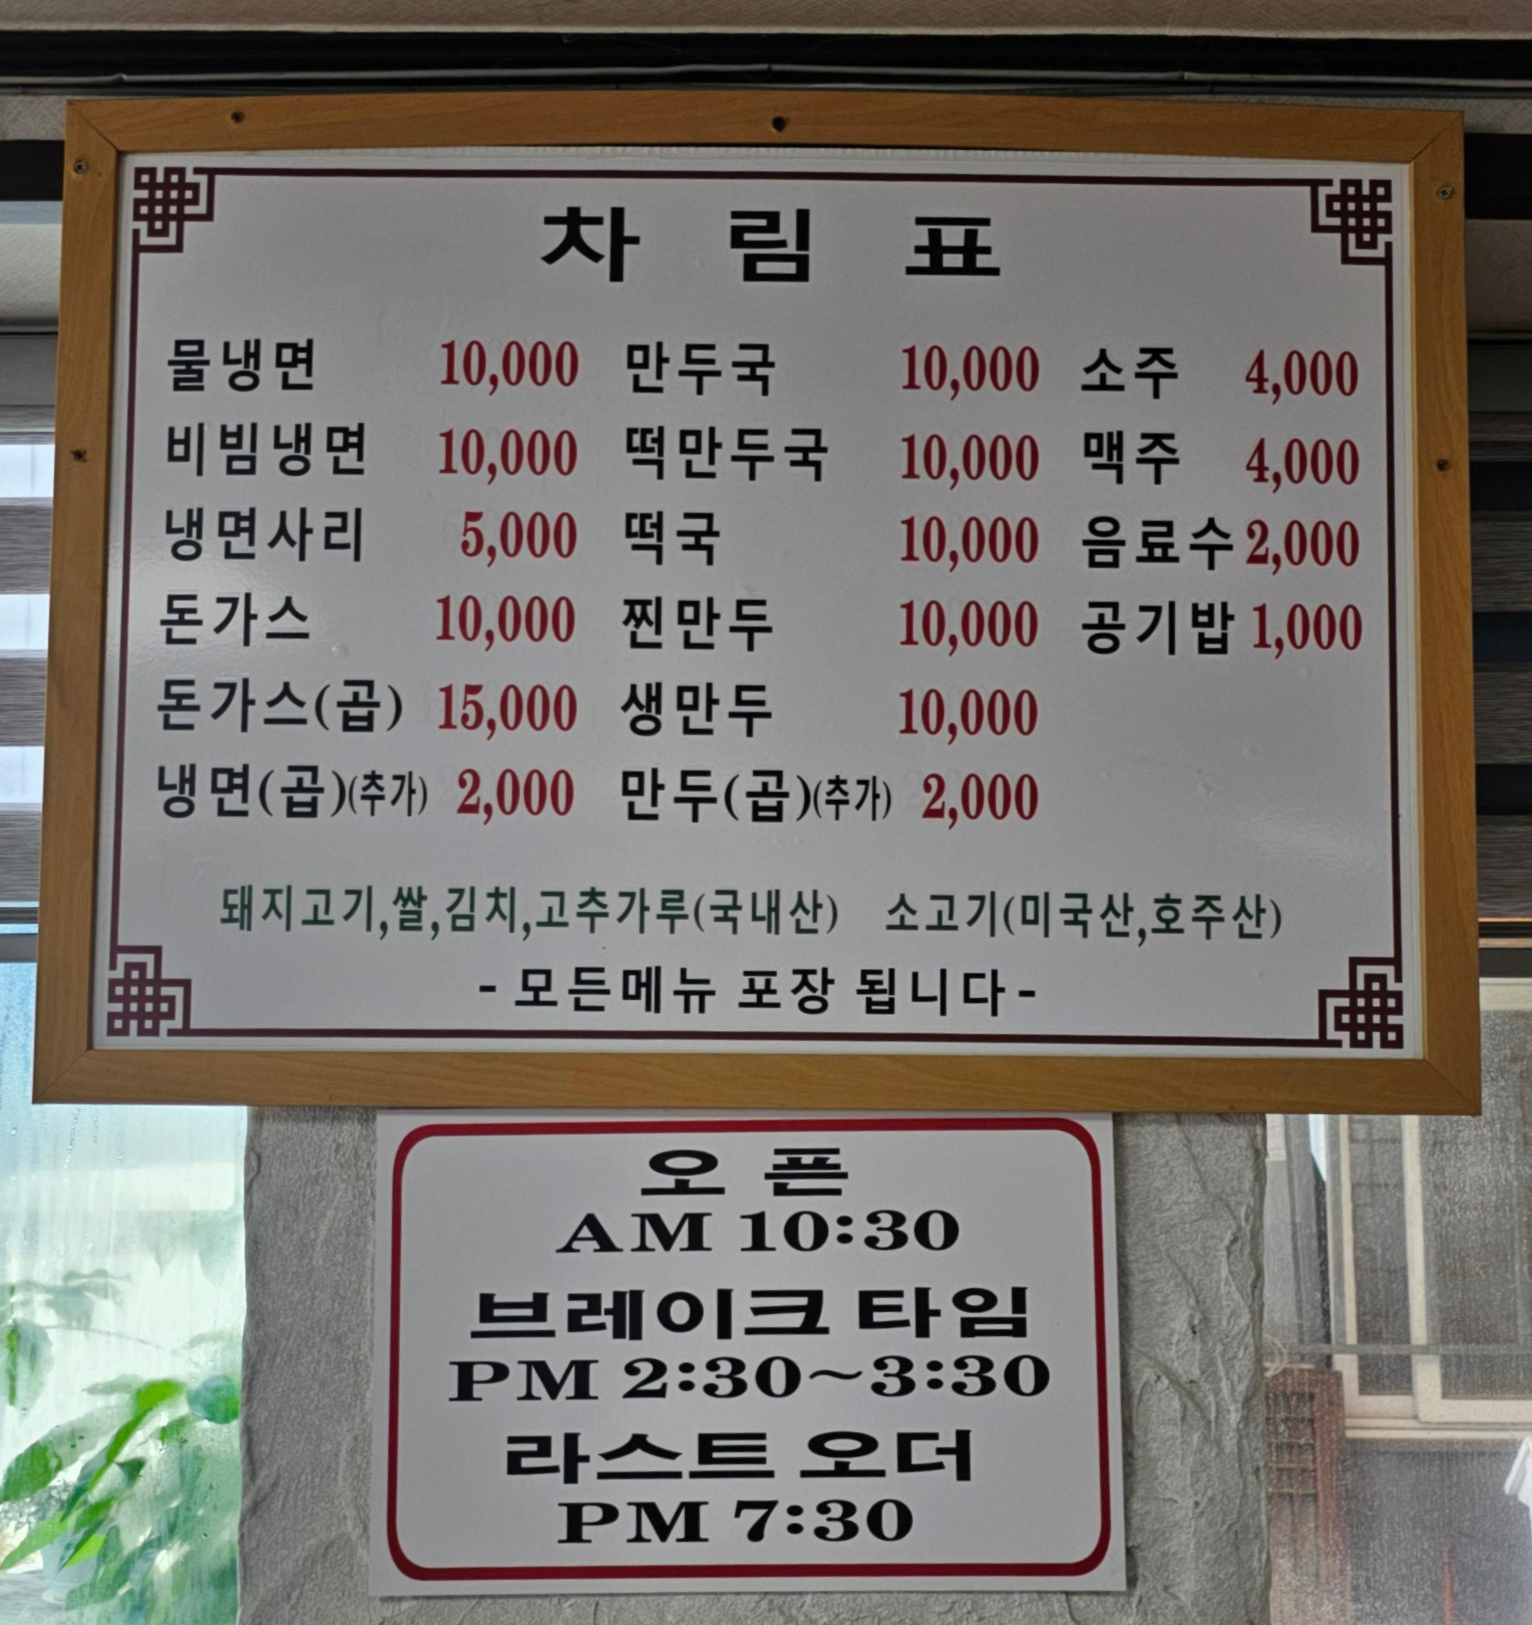 차 림 표
물냉면 10,000 만두국 10,000 소주 4,000
비빔냉면 10,000 떡만두국 10,000 맥주 4,000
냉면사리 5,000 떡국 10,000 음료수 2,000
돈가스 10,000 찐만두 10,000 공기밥 1,000
돈가스(곱) 15,000 생만두 10,000
냉면(곱)(추가) 2,000 만두(곱)(추가) 2,000
돼지고기,쌀,김치,고추가루(국내산) 소고기(미국산,호주산)
- 모든메뉴 포장 됩니다 -
오 픈
AM 10:30
브레이크 타임
PM 2:30~3:30
라스트 오더
PM 7:30